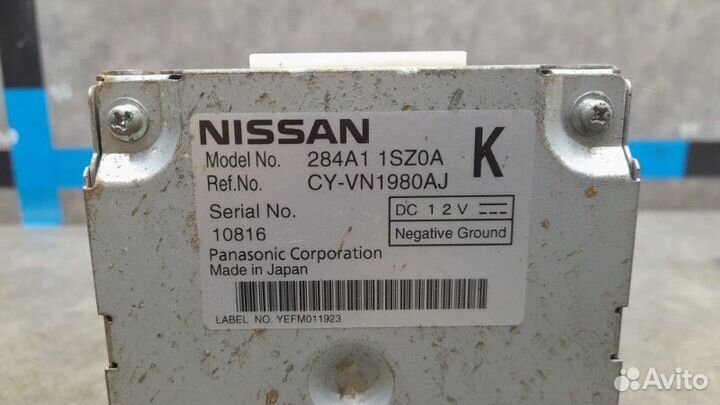 NISSAN
Model No. 284A1 1SZ0A K
Ref.No. CY-VN1980AJ
Serial No. DC 12V
10816 Negative Ground
Panasonic Corporation
Made in Japan
LABEL NO. YEFM011923
Avito